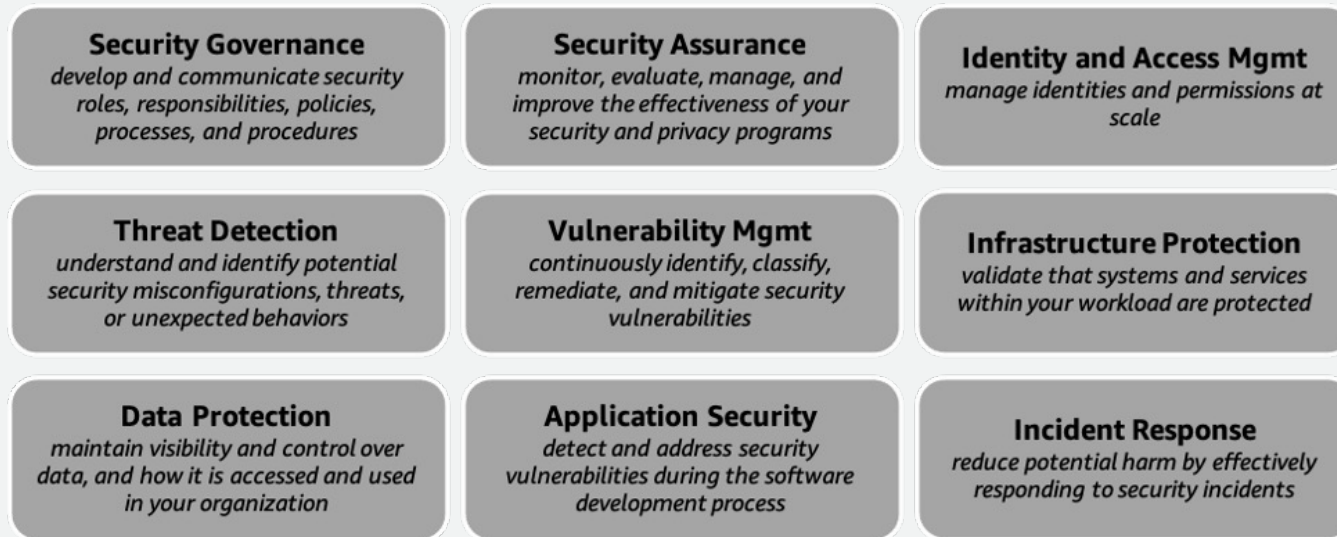 Security Governance
develop and communicate security
roles, responsibilities, policies,
processes, and procedures
Security Assurance
monitor, evaluate, manage, and
improve the effectiveness of your
security and privacy programs
Identity and Access Mgmt
manage identities and permissions at
scale
Threat Detection
understand and identify potential
security misconfigurations, threats,
or unexpected behaviors
Vulnerability Mgmt
continuously identify, classify,
remediate, and mitigate security
vulnerabilities
Infrastructure Protection
validate that systems and services
within your workload are protected
Data Protection
maintain visibility and control over
data, and how it is accessed and used
in your organization
Application Security
detect and address security
vulnerabilities during the software
development process
Incident Response
reduce potential harm by effectively
responding to security incidents